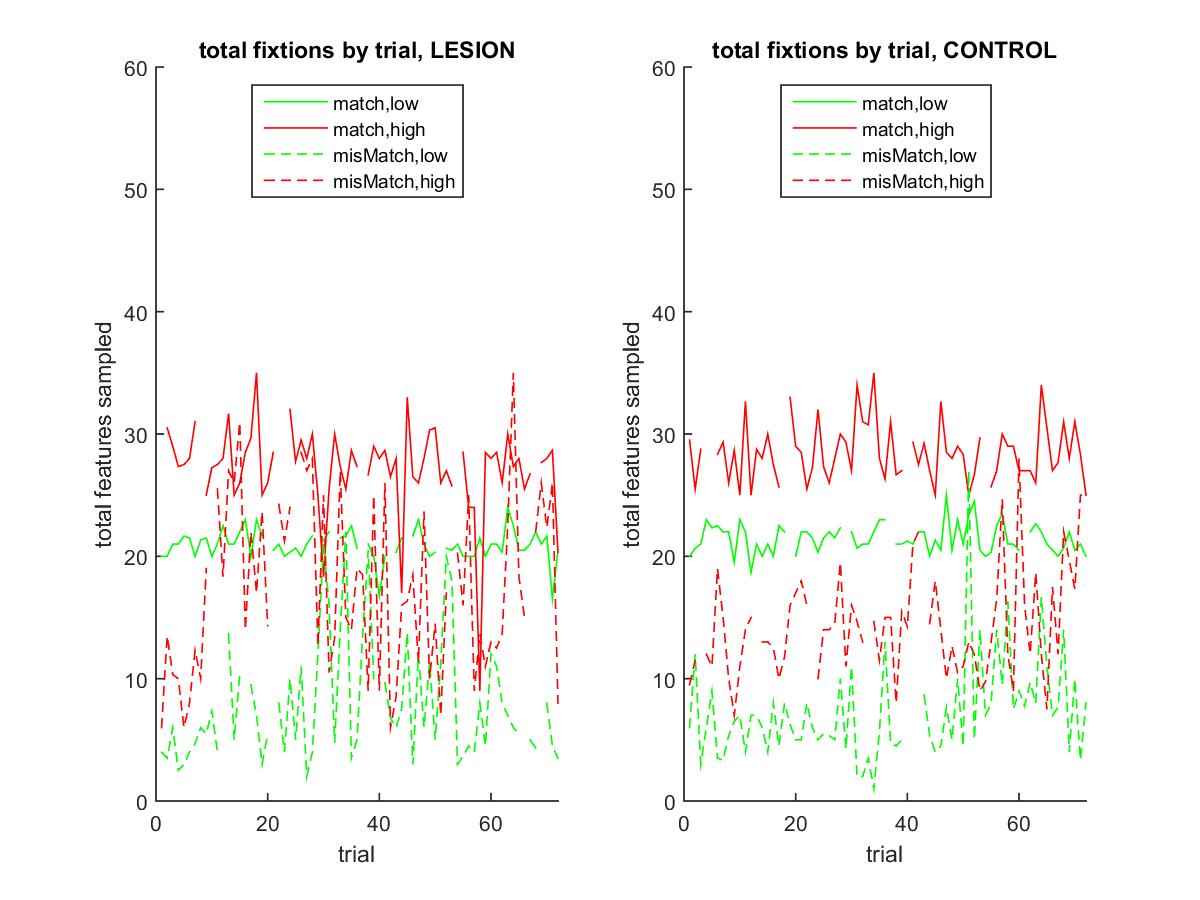 total fixtions by trial, LESION
60
50
40
30
20
10
0
0 20 40 60
total features sampled
trial
match,low
match,high
misMatch,low
misMatch,high
total fixtions by trial, CONTROL
60
50
40
30
20
10
0
0 20 40 60
total features sampled
trial
match,low
match,high
misMatch,low
misMatch,high